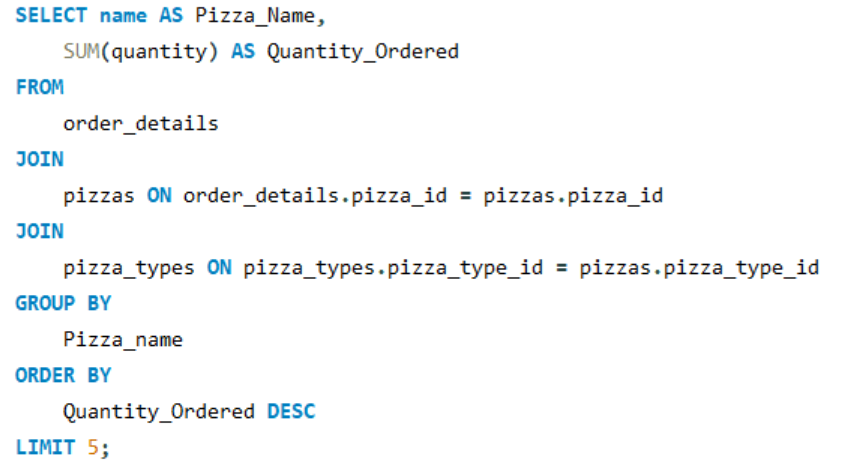 SELECT name AS Pizza_Name,
    SUM(quantity) AS Quantity_Ordered
FROM
    order_details
JOIN
    pizzas ON order_details.pizza_id = pizzas.pizza_id
JOIN
    pizza_types ON pizza_types.pizza_type_id = pizzas.pizza_type_id
GROUP BY
    Pizza_name
ORDER BY
    Quantity_Ordered DESC
LIMIT 5;